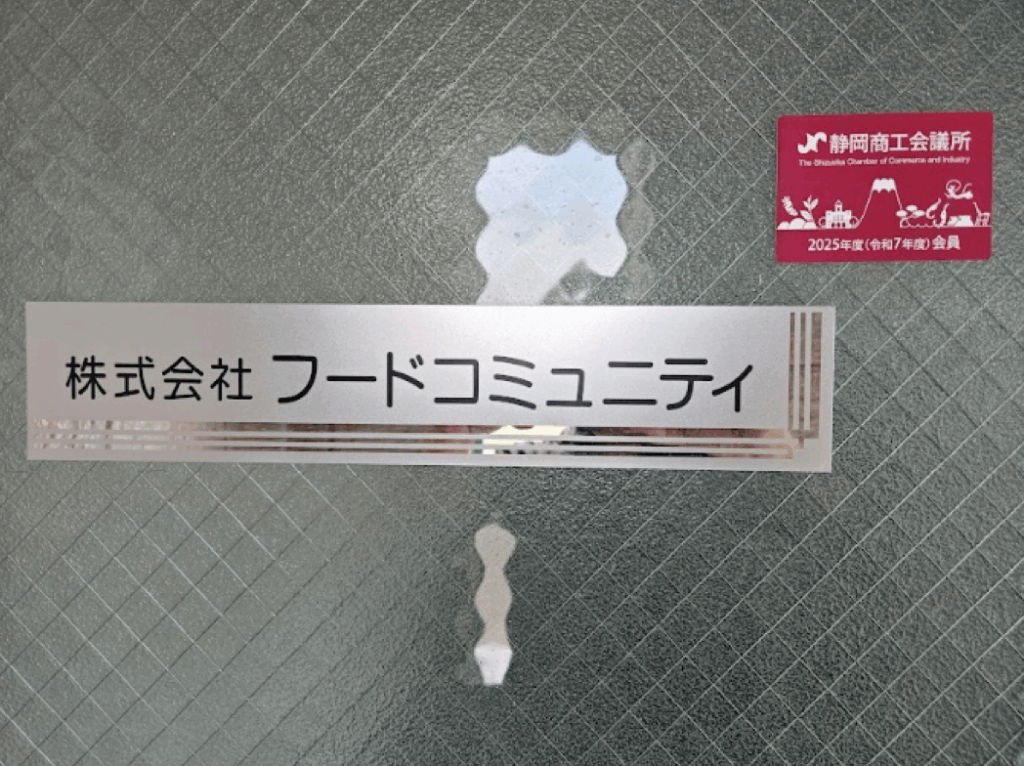 静岡商工会議所
The Shizuoka Chamber of Commerce and Industry
2025年度(令和7年度)会員
株式会社 フードコミュニティ